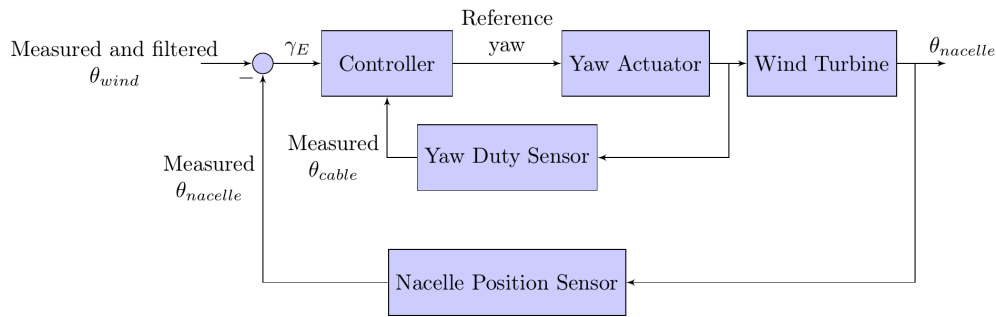 Measured and filtered
θ_wind
−
γ_E
Controller
Reference
yaw
Yaw Actuator
Wind Turbine
θ_nacelle
Measured
θ_cable
Yaw Duty Sensor
Measured
θ_nacelle
Nacelle Position Sensor